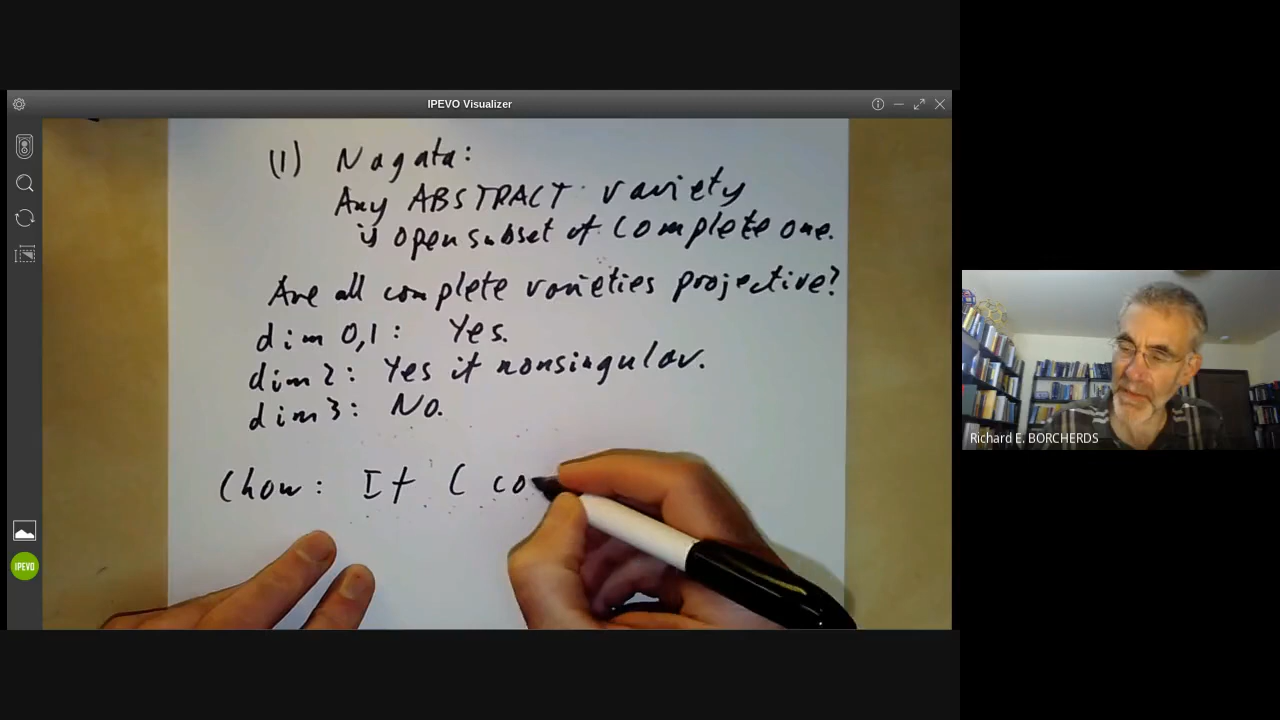 IPEVO Visualizer
(1) Nagata:
Any ABSTRACT variety
is open subset of complete one.
Are all complete varieties projective?
dim 0,1: Yes.
dim 2: Yes if nonsingular.
dim 3: No.
Chow: If C co
IPEVO
Richard E. BORCHERDS